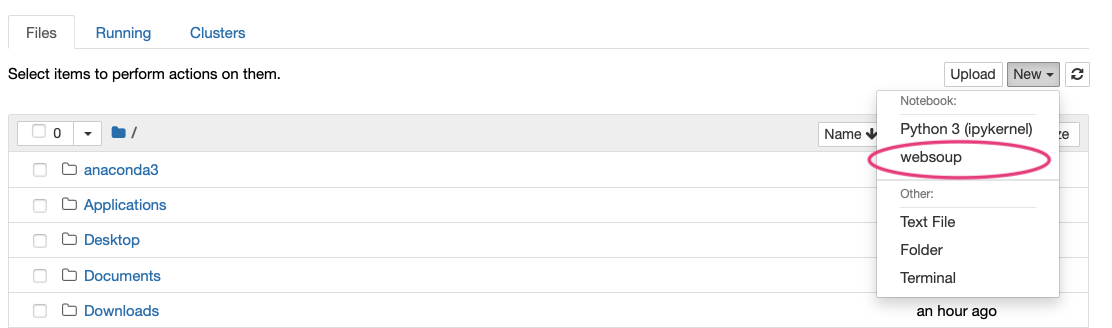 Files Running Clusters
Select items to perform actions on them.
Upload New
Notebook:
Python 3 (ipykernel)
websoup
Other:
Text File
Folder
Terminal
0 / Name ze
anaconda3
Applications
Desktop
Documents
Downloads an hour ago